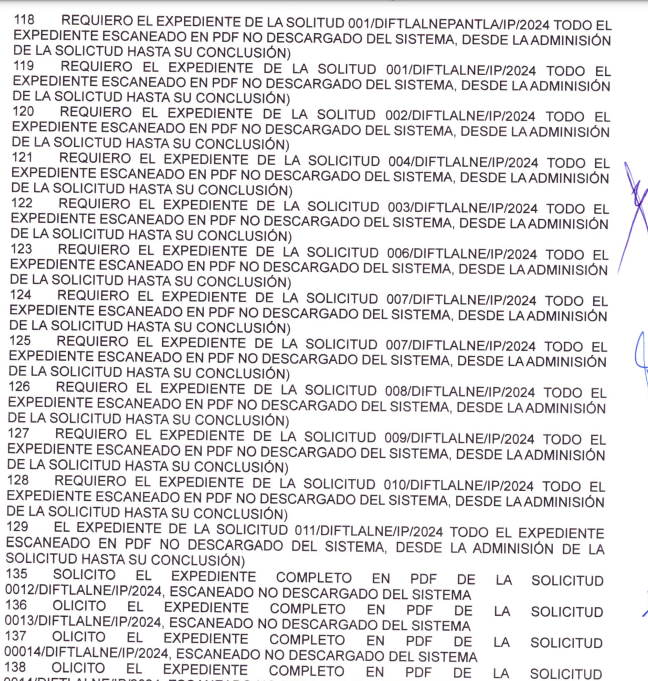 118 REQUIERO EL EXPEDIENTE DE LA SOLITUD 001/DIFTLALNEPANTLA/IP/2024 TODO EL
EXPEDIENTE ESCANEADO EN PDF NO DESCARGADO DEL SISTEMA, DESDE LA ADMINISIÓN
DE LA SOLICTUD HASTA SU CONCLUSIÓN)
119 REQUIERO EL EXPEDIENTE DE LA SOLITUD 001/DIFTLALNE/IP/2024 TODO EL
EXPEDIENTE ESCANEADO EN PDF NO DESCARGADO DEL SISTEMA, DESDE LA ADMINISIÓN
DE LA SOLICTUD HASTA SU CONCLUSIÓN)
120 REQUIERO EL EXPEDIENTE DE LA SOLITUD 002/DIFTLALNE/IP/2024 TODO EL
EXPEDIENTE ESCANEADO EN PDF NO DESCARGADO DEL SISTEMA, DESDE LA ADMINISIÓN
DE LA SOLICTUD HASTA SU CONCLUSIÓN)
121 REQUIERO EL EXPEDIENTE DE LA SOLICITUD 004/DIFTLALNE/IP/2024 TODO EL
EXPEDIENTE ESCANEADO EN PDF NO DESCARGADO DEL SISTEMA, DESDE LA ADMINISIÓN
DE LA SOLICITUD HASTA SU CONCLUSIÓN)
122 REQUIERO EL EXPEDIENTE DE LA SOLICITUD 003/DIFTLALNE/IP/2024 TODO EL
EXPEDIENTE ESCANEADO EN PDF NO DESCARGADO DEL SISTEMA, DESDE LA ADMINISIÓN
DE LA SOLICITUD HASTA SU CONCLUSIÓN)
123 REQUIERO EL EXPEDIENTE DE LA SOLICITUD 006/DIFTLALNE/IP/2024 TODO EL
EXPEDIENTE ESCANEADO EN PDF NO DESCARGADO DEL SISTEMA, DESDE LA ADMINISIÓN
DE LA SOLICITUD HASTA SU CONCLUSIÓN)
124 REQUIERO EL EXPEDIENTE DE LA SOLICITUD 007/DIFTLALNE/IP/2024 TODO EL
EXPEDIENTE ESCANEADO EN PDF NO DESCARGADO DEL SISTEMA, DESDE LA ADMINISIÓN
DE LA SOLICITUD HASTA SU CONCLUSIÓN)
125 REQUIERO EL EXPEDIENTE DE LA SOLICITUD 007/DIFTLALNE/IP/2024 TODO EL
EXPEDIENTE ESCANEADO EN PDF NO DESCARGADO DEL SISTEMA, DESDE LA ADMINISIÓN
DE LA SOLICITUD HASTA SU CONCLUSIÓN)
126 REQUIERO EL EXPEDIENTE DE LA SOLICITUD 008/DIFTLALNE/IP/2024 TODO EL
EXPEDIENTE ESCANEADO EN PDF NO DESCARGADO DEL SISTEMA, DESDE LA ADMINISIÓN
DE LA SOLICITUD HASTA SU CONCLUSIÓN)
127 REQUIERO EL EXPEDIENTE DE LA SOLICITUD 009/DIFTLALNE/IP/2024 TODO EL
EXPEDIENTE ESCANEADO EN PDF NO DESCARGADO DEL SISTEMA, DESDE LA ADMINISIÓN
DE LA SOLICITUD HASTA SU CONCLUSIÓN)
128 REQUIERO EL EXPEDIENTE DE LA SOLICITUD 010/DIFTLALNE/IP/2024 TODO EL
EXPEDIENTE ESCANEADO EN PDF NO DESCARGADO DEL SISTEMA, DESDE LA ADMINISIÓN
DE LA SOLICITUD HASTA SU CONCLUSIÓN)
129 EL EXPEDIENTE DE LA SOLICITUD 011/DIFTLALNE/IP/2024 TODO EL EXPEDIENTE
ESCANEADO EN PDF NO DESCARGADO DEL SISTEMA, DESDE LA ADMINISIÓN DE LA
SOLICITUD HASTA SU CONCLUSIÓN)
135 SOLICITO EL EXPEDIENTE COMPLETO EN PDF DE LA SOLICITUD
0012/DIFTLALNE/IP/2024, ESCANEADO NO DESCARGADO DEL SISTEMA
136 OLICITO EL EXPEDIENTE COMPLETO EN PDF DE LA SOLICITUD
0013/DIFTLALNE/IP/2024, ESCANEADO NO DESCARGADO DEL SISTEMA
137 OLICITO EL EXPEDIENTE COMPLETO EN PDF DE LA SOLICITUD
00014/DIFTLALNE/IP/2024, ESCANEADO NO DESCARGADO DEL SISTEMA
138 OLICITO EL EXPEDIENTE COMPLETO EN PDF DE LA SOLICITUD